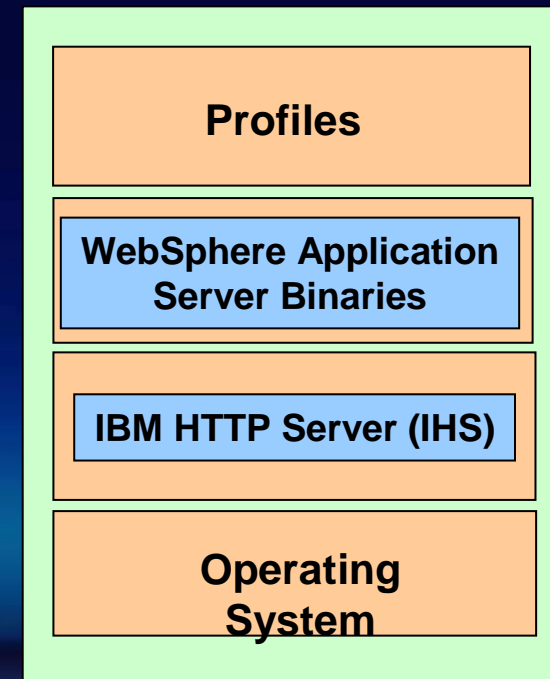 Profiles
WebSphere Application
Server Binaries
IBM HTTP Server (IHS)
Operating
System